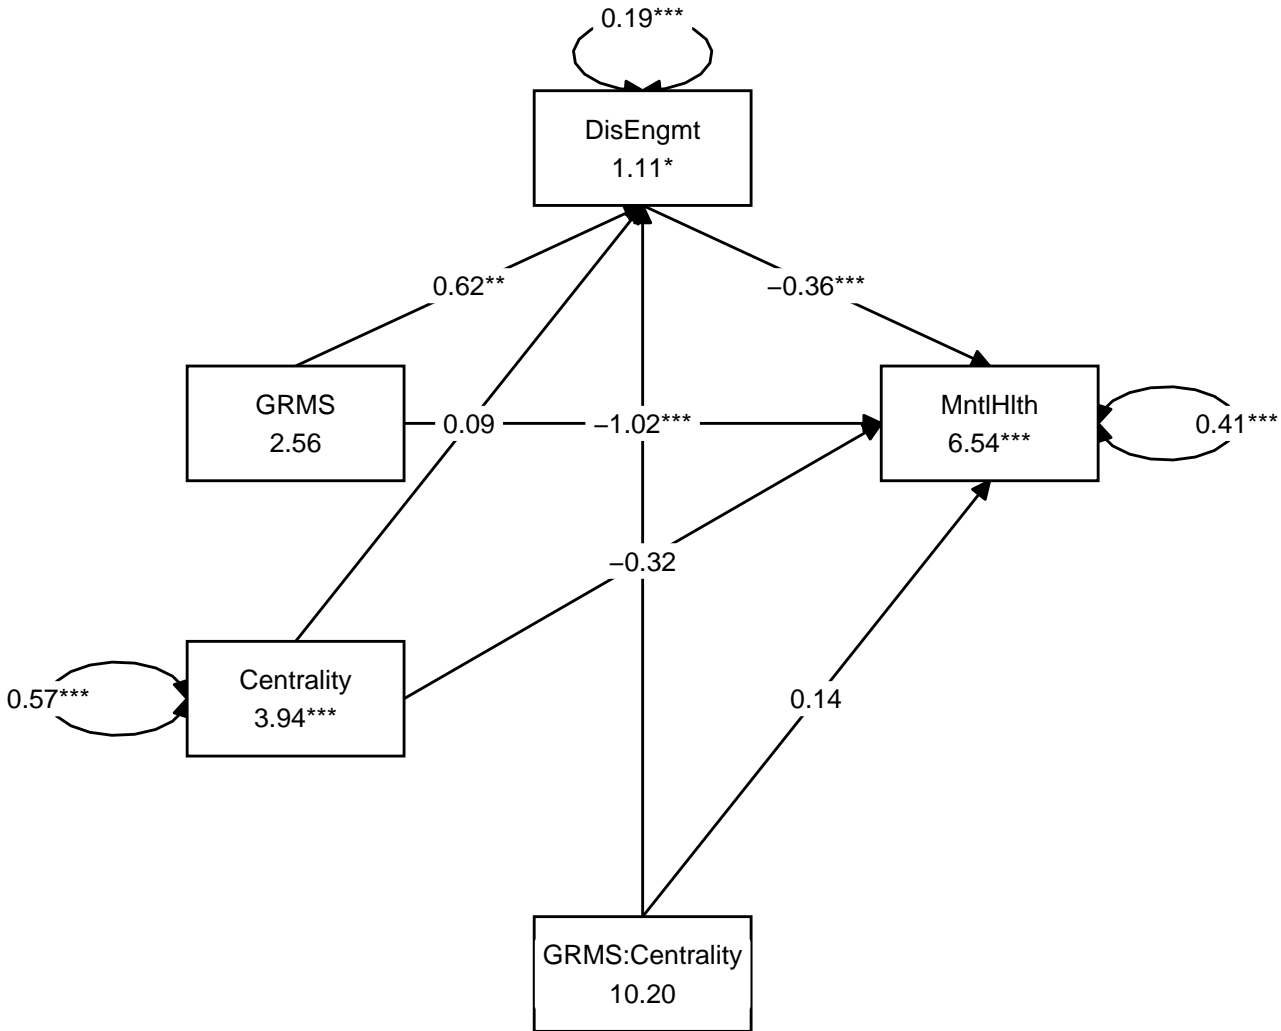 0.19***
DisEngmt
1.11*
0.62**
−0.36***
GRMS
2.56
0.09
−1.02***
MntlHlth
6.54***
0.41***
−0.32
Centrality
3.94***
0.57***
0.14
GRMS:Centrality
10.20